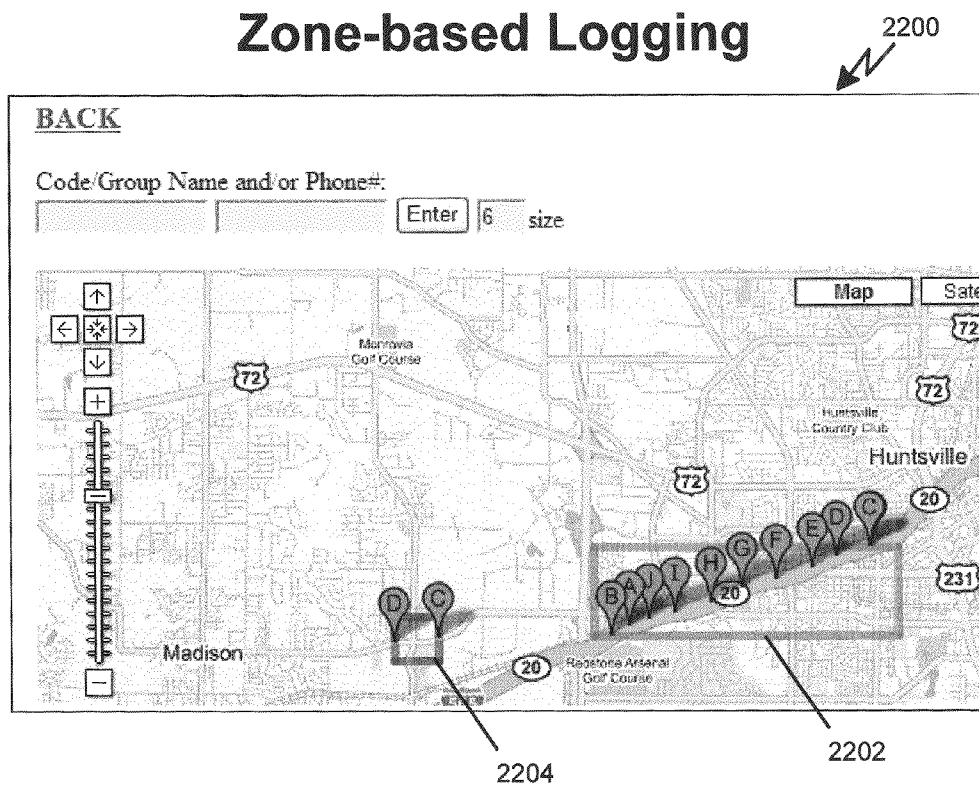 Zone-based Logging
2200
BACK
Code/Group Name and/or Phone#:
Enter 6 size
Map Sate
72
Monrovia
Golf Course
72
72
Huntsville
Country Club
Huntsville
72
20
D C
B A J I H G F E D C
20
231
Madison
20
Redstone Arsenal
Golf Course
2202
2204